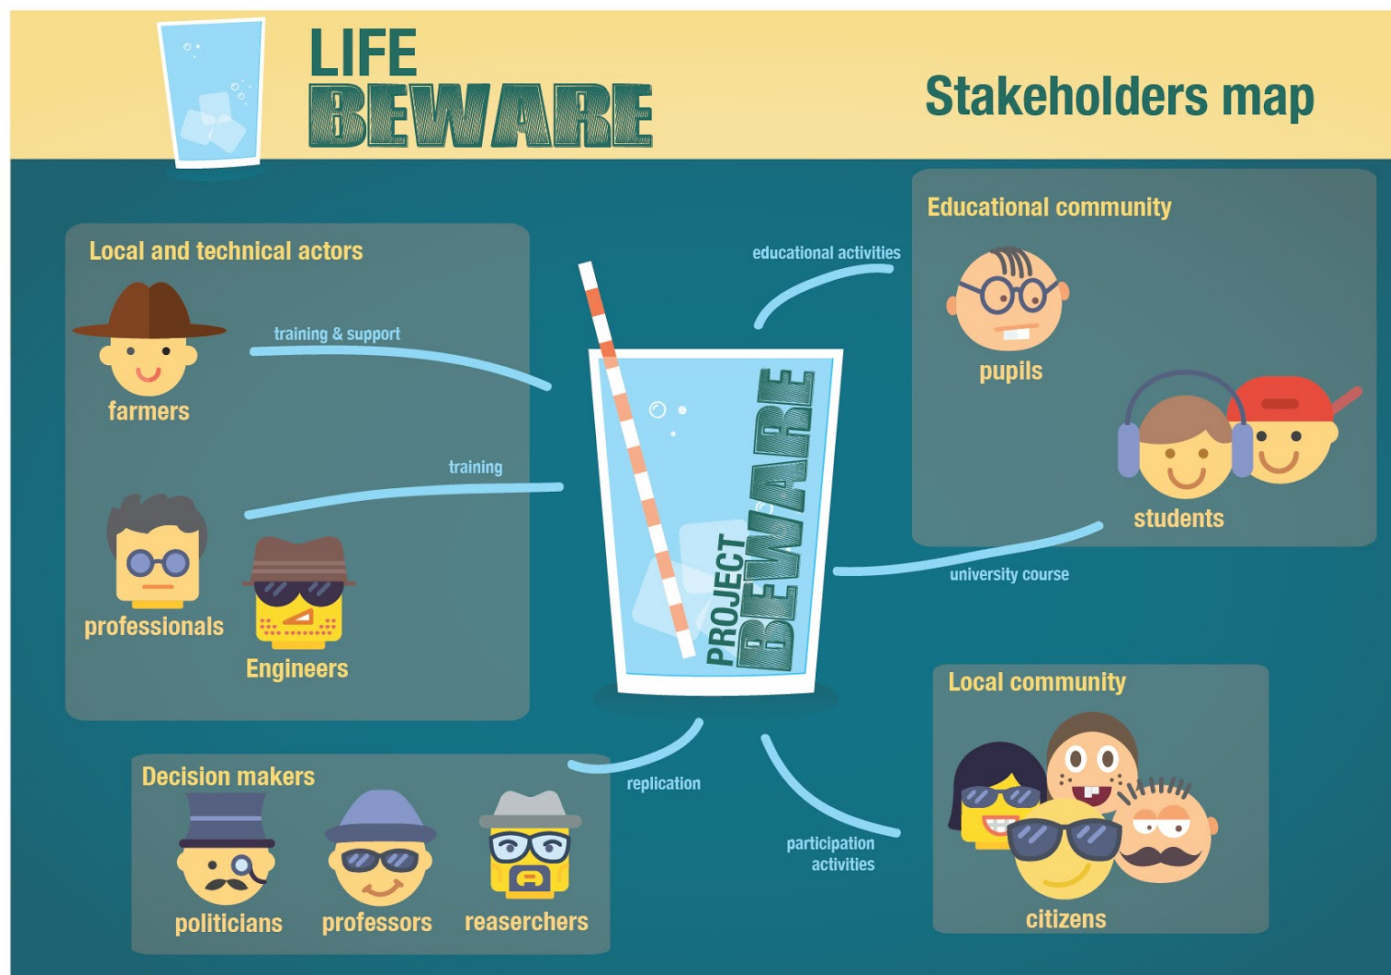 LIFE
BEWARE
Stakeholders map
Local and technical actors
training & support
farmers
training
professionals
Engineers
educational activities
Educational community
pupils
students
university course
PROJECT
BEWARE
Decision makers
politicians
professors
reaserchers
replication
participation
activities
Local community
citizens